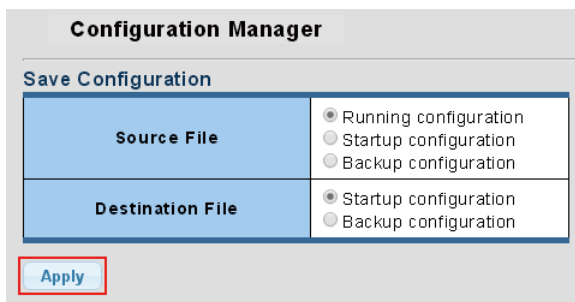 Configuration Manager
Save Configuration
Source File
Running configuration
Startup configuration
Backup configuration
Destination File
Startup configuration
Backup configuration
Apply